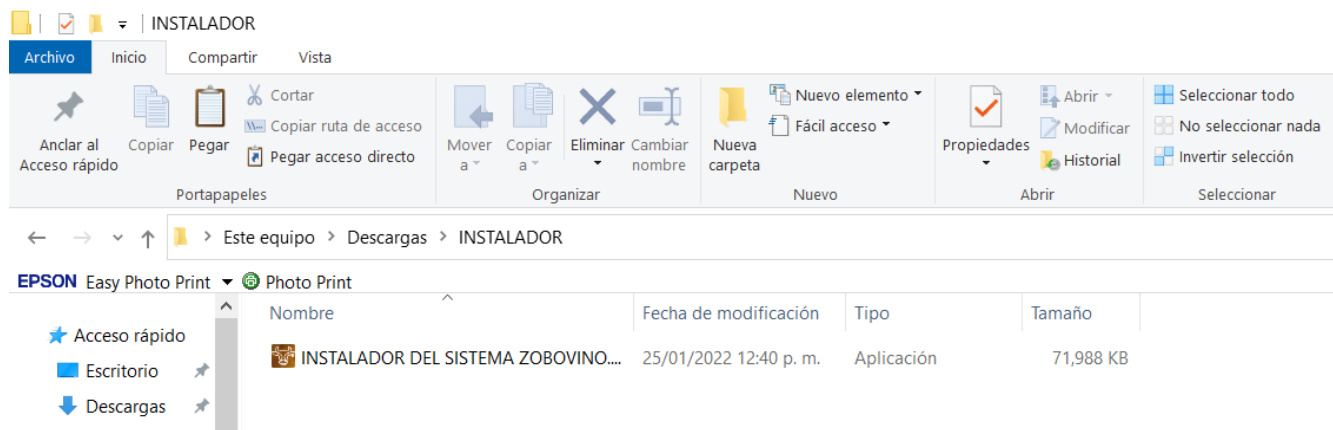 INSTALADOR
Archivo Inicio Compartir Vista
Anclar al Acceso rápido
Copiar
Pegar
Cortar
Copiar ruta de acceso
Pegar acceso directo
Portapapeles
Mover a
Copiar a
Eliminar
Cambiar nombre
Organizar
Nueva carpeta
Nuevo elemento
Fácil acceso
Nuevo
Propiedades
Abrir
Modificar
Historial
Abrir
Seleccionar todo
No seleccionar nada
Invertir selección
Seleccionar
Este equipo > Descargas > INSTALADOR
EPSON Easy Photo Print Photo Print
Nombre Fecha de modificación Tipo Tamaño
INSTALADOR DEL SISTEMA ZOBOVINO.... 25/01/2022 12:40 p. m. Aplicación 71,988 KB
Acceso rápido
Escritorio
Descargas